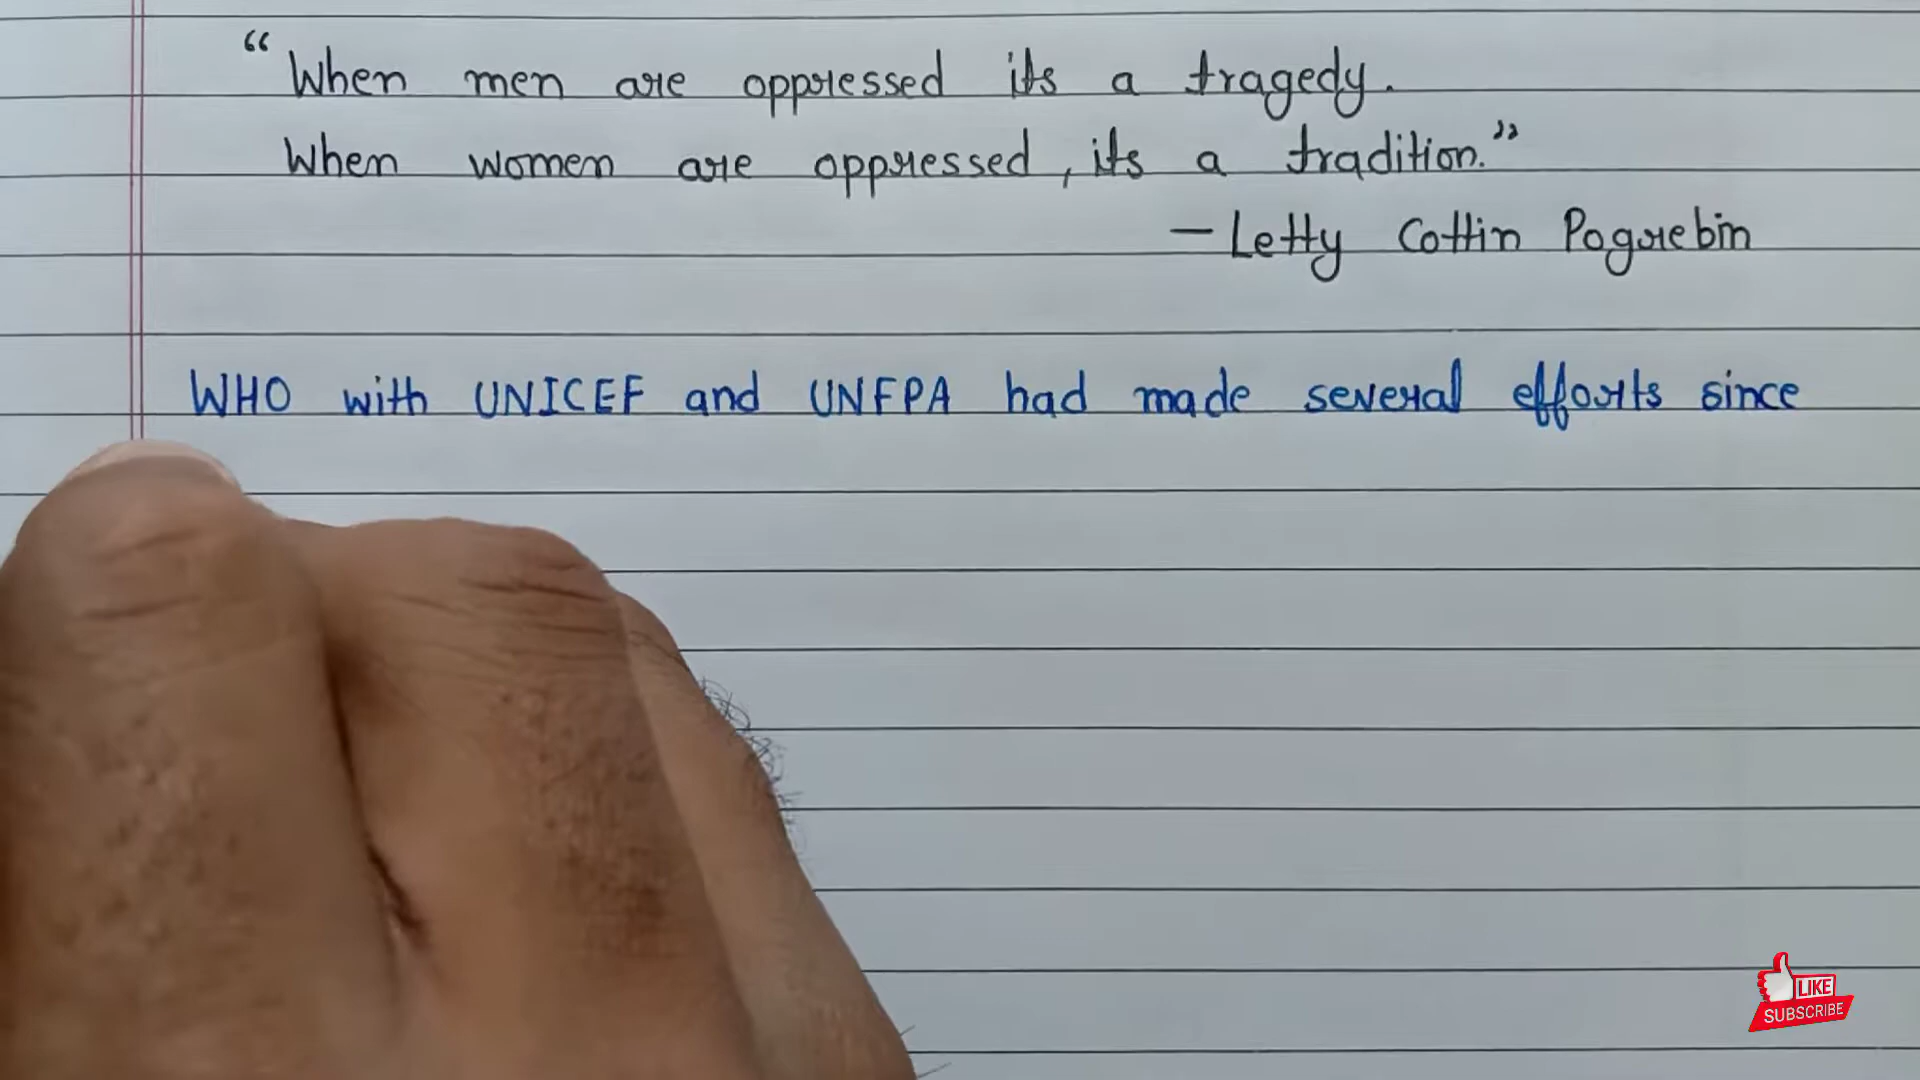 “When men are oppressed its a tragedy.
When women are oppressed, its a tradition.”
— Letty Cottin Pogrebin
WHO with UNICEF and UNFPA had made several efforts since
LIKE
SUBSCRIBE